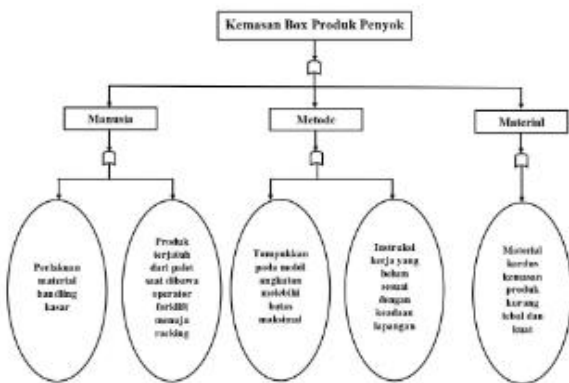 Kemasan Box Produk Penyok
Manusia
Metode
Material
Perlakuan
material
handling
kasar
Produk
terjatuh
dari palet
saat dibawa
operator
forklift
menuju
racking
Tumpukkan
pada mobil
angkutan
melebihi
batas
maksimal
Instruksi
kerja yang
belum
sesuai
dengan
keadaan
lapangan
Material
kardus
kemasan
produk
kurang
tebal dan
kuat